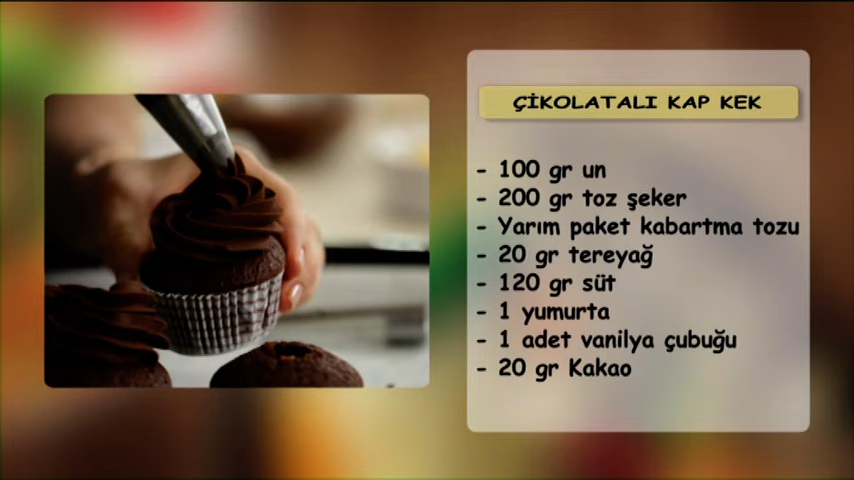 ÇİKOLATALI KAP KEK
- 100 gr un
- 200 gr toz şeker
- Yarım paket kabartma tozu
- 20 gr tereyağ
- 120 gr süt
- 1 yumurta
- 1 adet vanilya çubuğu
- 20 gr Kakao